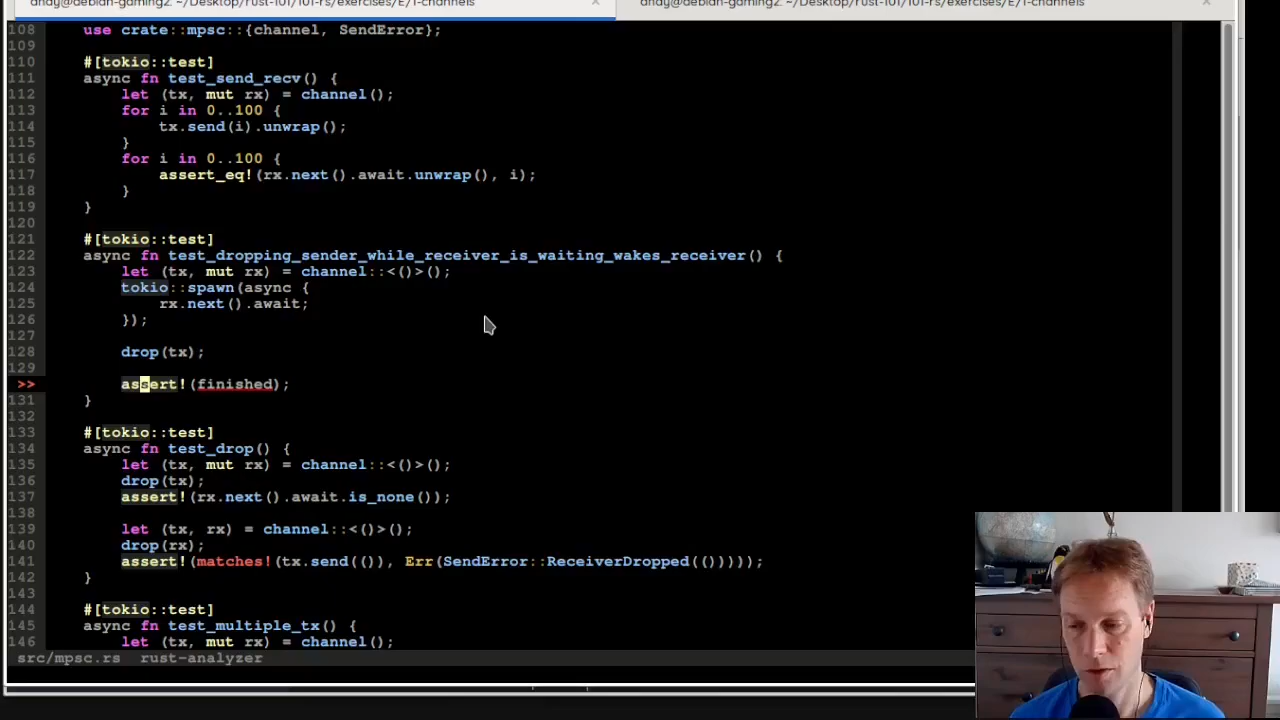 andy@debian-gaming2: ~/Desktop/rust-101/101-rs/exercises/E/1-channels × andy@debian-gaming2: ~/Desktop/rust-101/101-rs/exercises/E/1-channels ×
108 use crate::mpsc::{channel, SendError};
109
110 #[tokio::test]
111 async fn test_send_recv() {
112 let (tx, mut rx) = channel();
113 for i in 0..100 {
114 tx.send(i).unwrap();
115 }
116 for i in 0..100 {
117 assert_eq!(rx.next().await.unwrap(), i);
118 }
119 }
120
121 #[tokio::test]
122 async fn test_dropping_sender_while_receiver_is_waiting_wakes_receiver() {
123 let (tx, mut rx) = channel::<()>();
124 tokio::spawn(async {
125 rx.next().await;
126 });
127
128 drop(tx);
129
>> assert!(finished);
131 }
132
133 #[tokio::test]
134 async fn test_drop() {
135 let (tx, mut rx) = channel::<()>();
136 drop(tx);
137 assert!(rx.next().await.is_none());
138
139 let (tx, rx) = channel::<()>();
140 drop(rx);
141 assert!(matches!(tx.send(()), Err(SendError::ReceiverDropped(()))));
142 }
143
144 #[tokio::test]
145 async fn test_multiple_tx() {
146 let (tx, mut rx) = channel();
src/mpsc.rs rust-analyzer